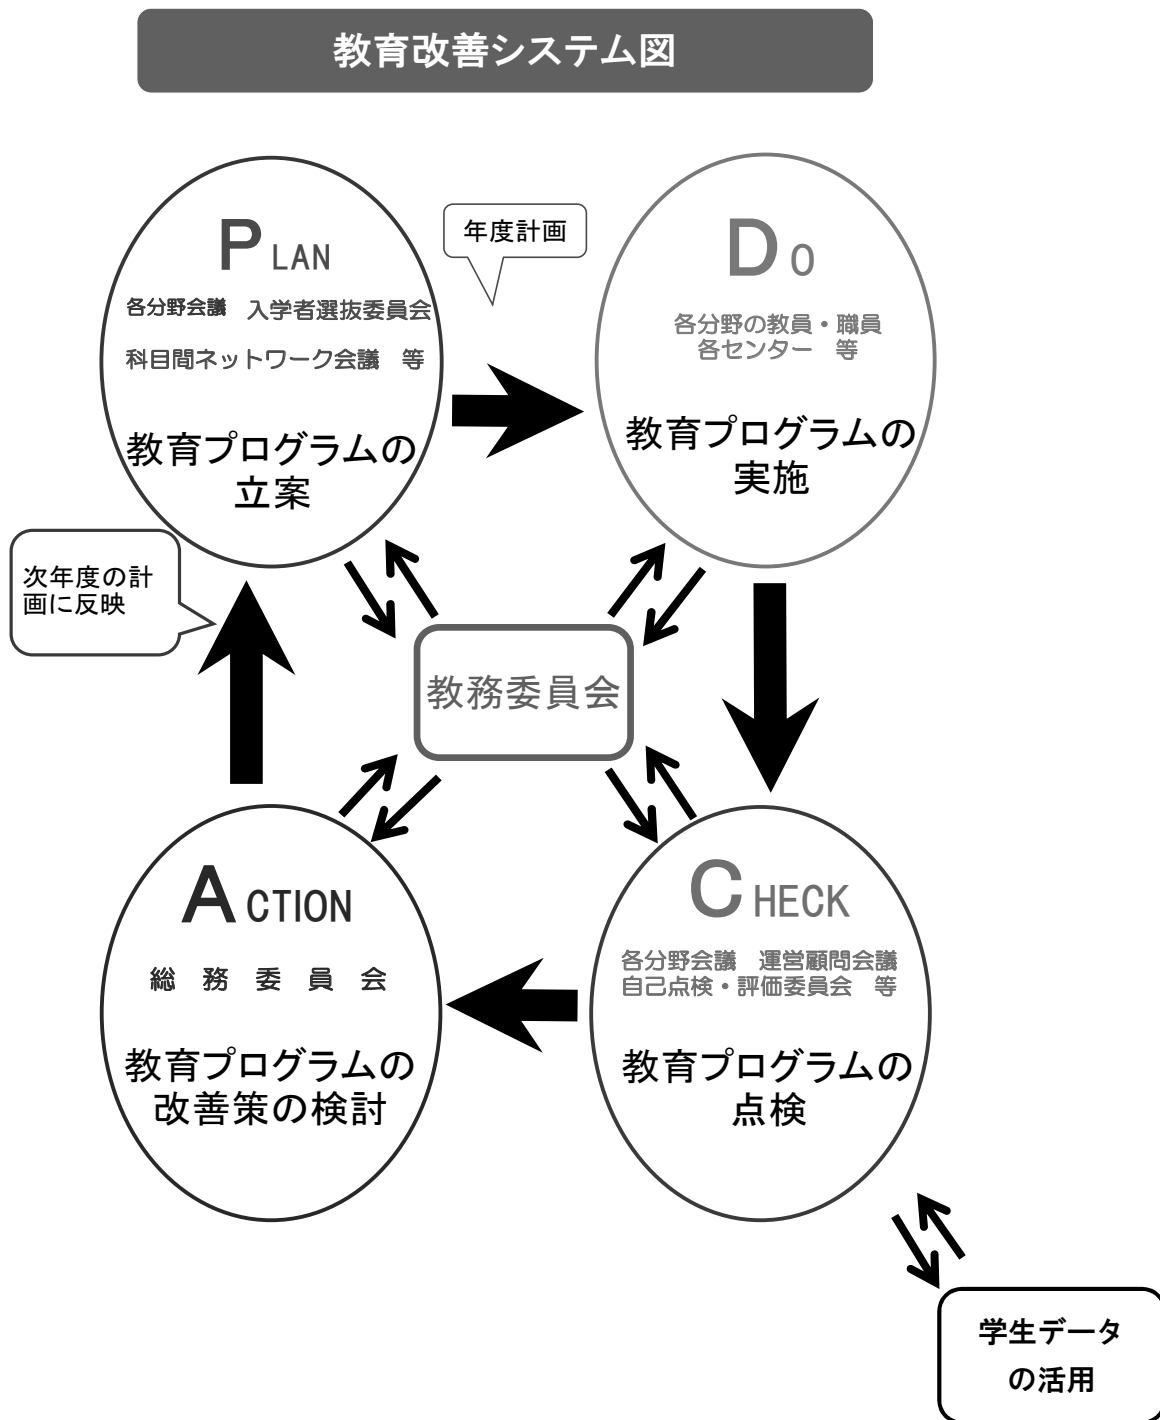 教育改善システム図
PLAN
各分野会議 入学者選抜委員会
科目間ネットワーク会議 等
教育プログラムの
立案
年度計画
DO
各分野の教員・職員
各センター 等
教育プログラムの
実施
次年度の計
画に反映
教務委員会
ACTION
総務委員会
教育プログラムの
改善策の検討
CHECK
各分野会議 運営顧問会議
自己点検・評価委員会 等
教育プログラムの
点検
学生データ
の活用